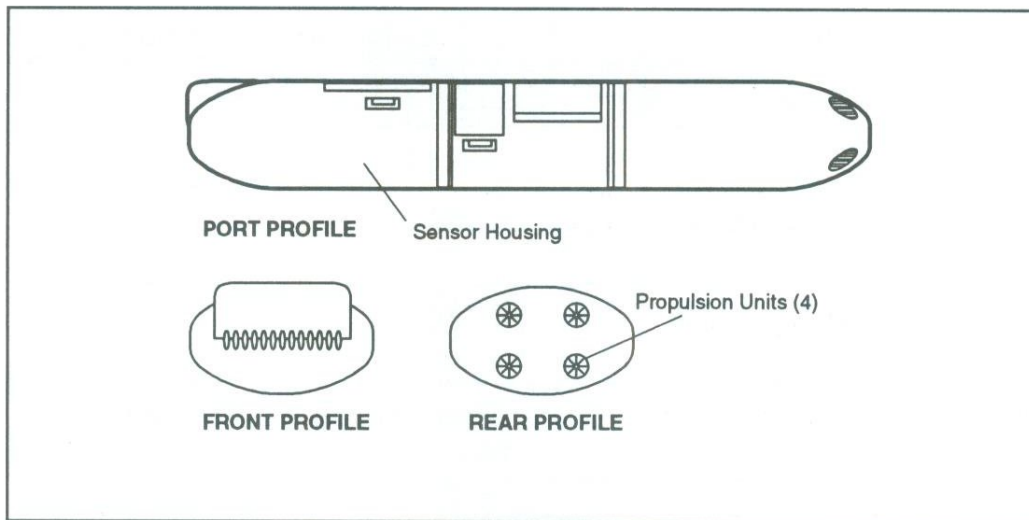 PORT PROFILE
Sensor Housing
Propulsion Units (4)
FRONT PROFILE
REAR PROFILE